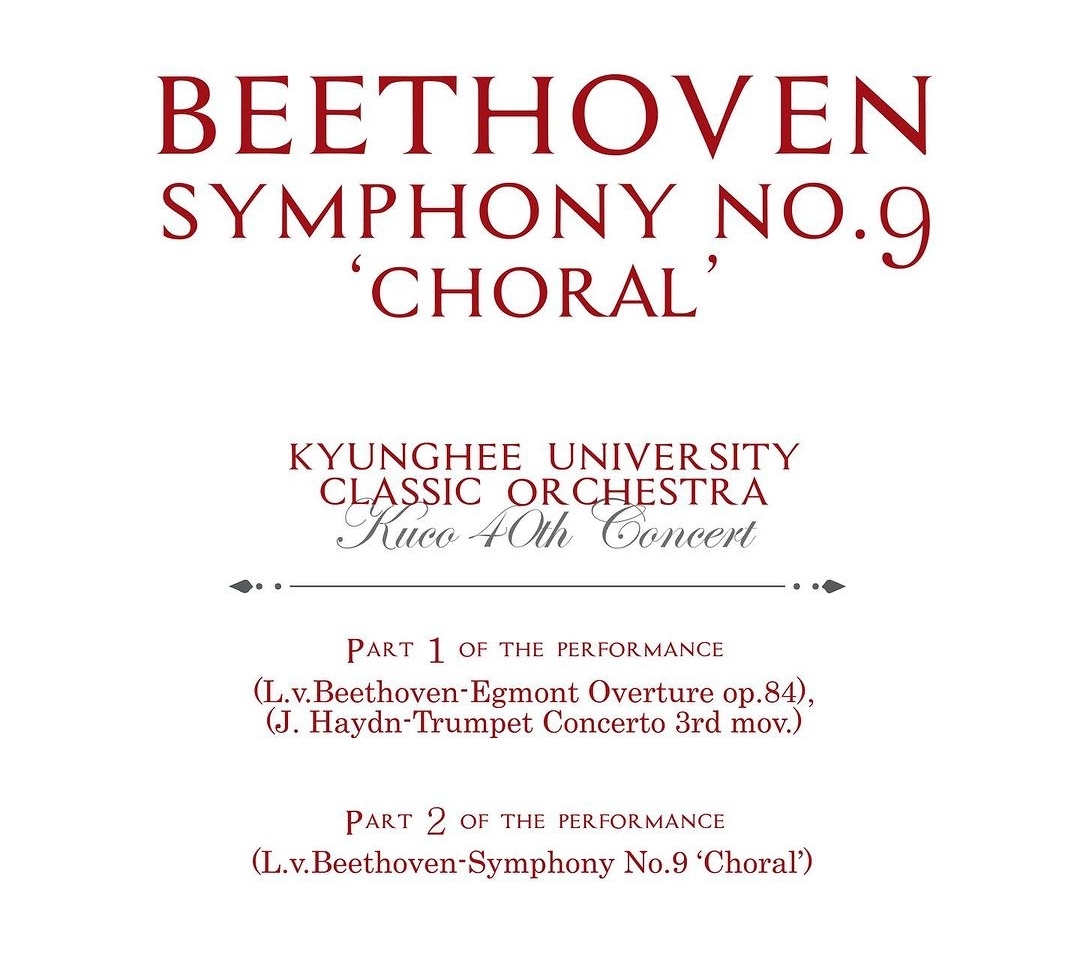 BEETHOVEN
SYMPHONY NO.9
‘CHORAL’
KYUNGHEE UNIVERSITY
CLASSIC ORCHESTRA
Kuco 40th Concert
PART 1 OF THE PERFORMANCE
(L.v.Beethoven-Egmont Overture op.84),
(J. Haydn-Trumpet Concerto 3rd mov.)
PART 2 OF THE PERFORMANCE
(L.v.Beethoven-Symphony No.9 ‘Choral’)